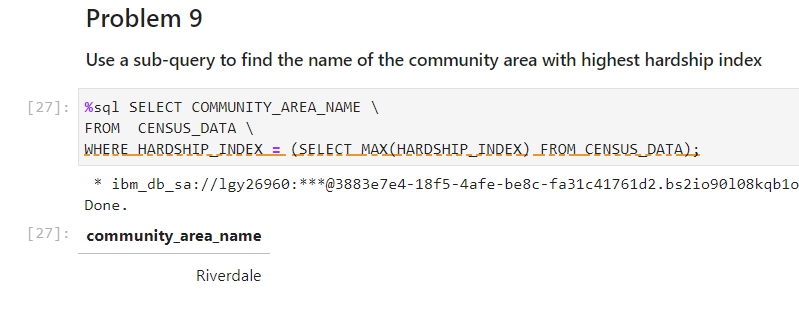 Problem 9
Use a sub-query to find the name of the community area with highest hardship index
[27]: %sql SELECT COMMUNITY_AREA_NAME \
FROM  CENSUS_DATA \
WHERE HARDSHIP_INDEX = (SELECT MAX(HARDSHIP_INDEX) FROM CENSUS_DATA);
* ibm_db_sa://lgy26960:***@3883e7e4-18f5-4afe-be8c-fa31c41761d2.bs2io90l08kqb1o
Done.
[27]: community_area_name
Riverdale